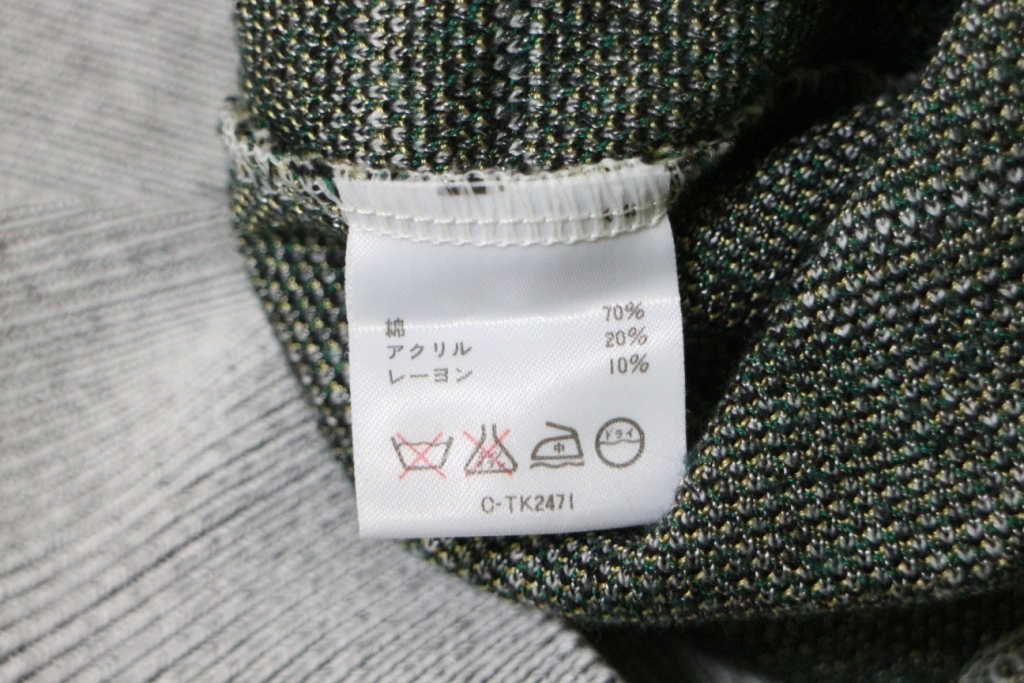 綿 70%
アクリル 20%
レーヨン 10%
中 ドライ
C-TK2471